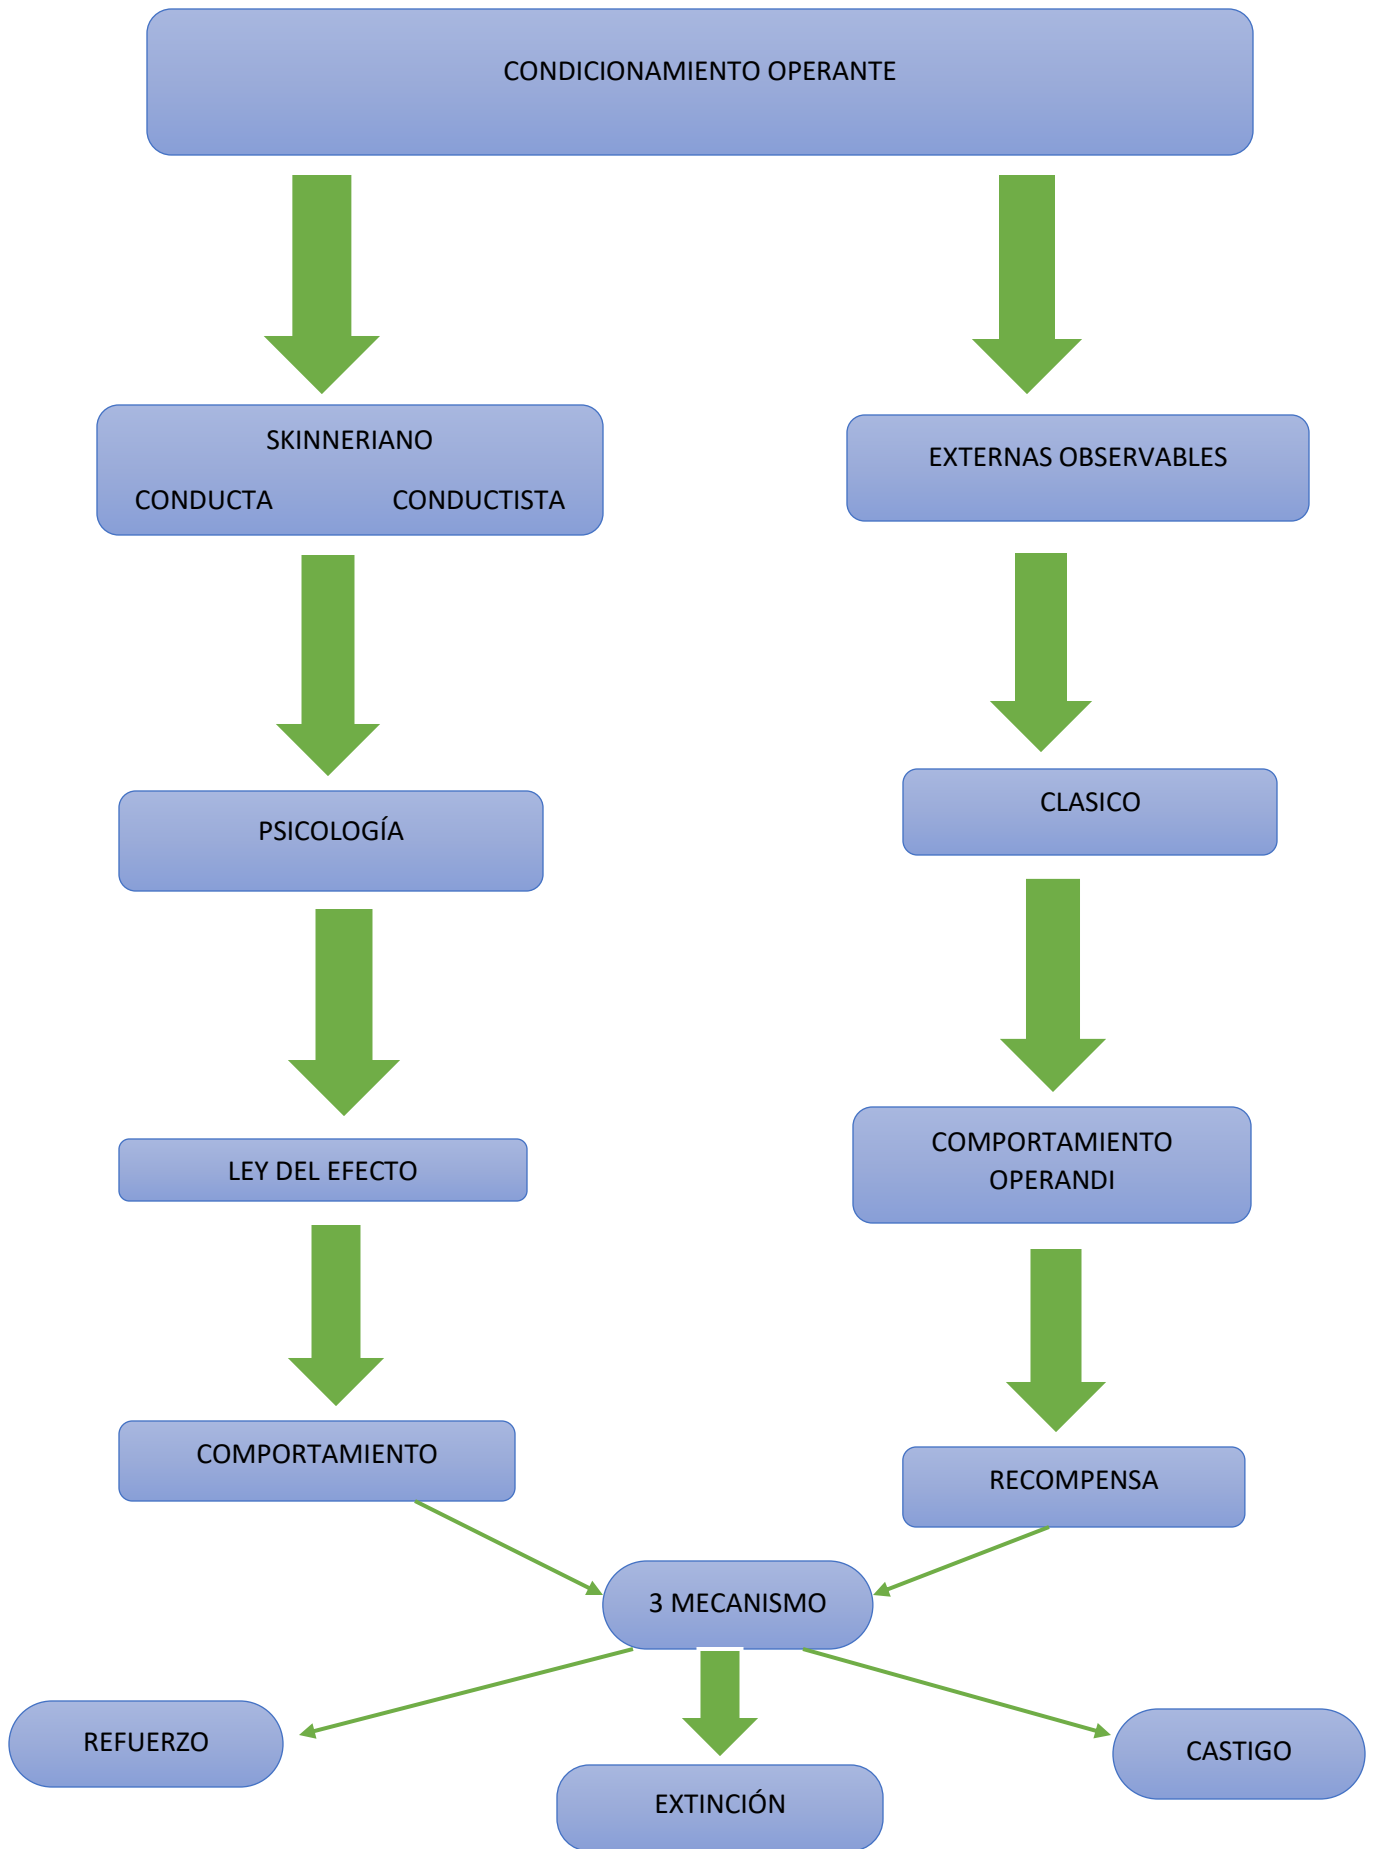 CONDICIONAMIENTO OPERANTE
SKINNERIANO
CONDUCTA CONDUCTISTA
EXTERNAS OBSERVABLES
PSICOLOGÍA
CLASICO
LEY DEL EFECTO
COMPORTAMIENTO
OPERANDI
COMPORTAMIENTO
RECOMPENSA
3 MECANISMO
REFUERZO
EXTINCIÓN
CASTIGO